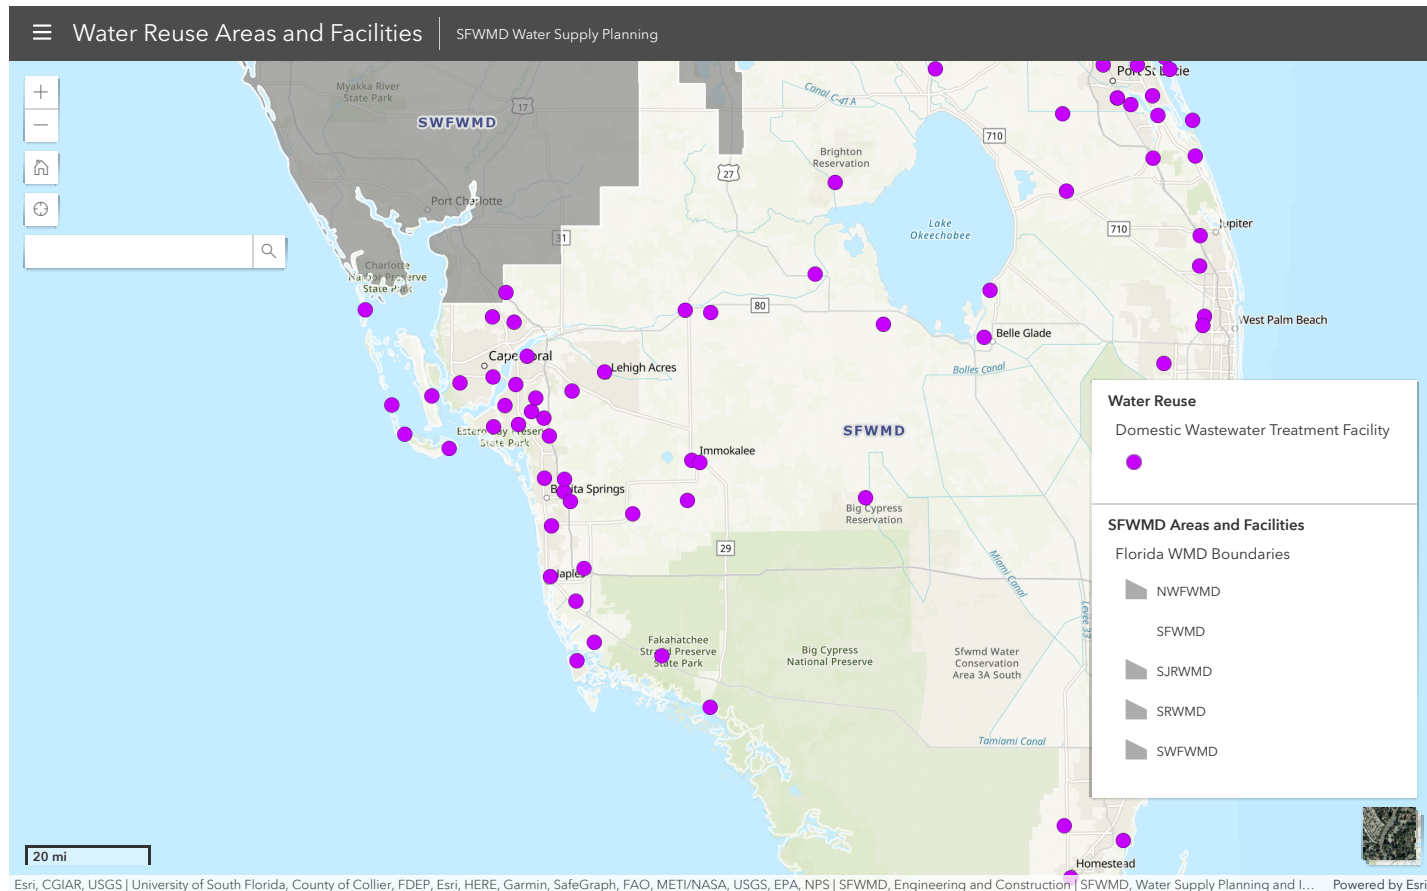 Water Reuse Areas and Facilities
SFWMD Water Supply Planning
Myakka River
State Park
SWFWMD
17
Port Charlotte
31
Charlotte
Harbor Preserve
State Park
Canal C-41 A
Brighton
Reservation
27
710
Port St Lucie
Lake
Okeechobee
710
Jupiter
80
West Palm Beach
Belle Glade
Bolles Canal
Cape Coral
Lehigh Acres
Estero Bay Preserve
State Park
SFWMD
Immokalee
Bonita Springs
Big Cypress
Reservation
29
Naples
Miami Canal
Levee 33
Fakahatchee
Strand Preserve
State Park
Big Cypress
National Preserve
Sfwmd Water
Conservation
Area 3A South
Tamiami Canal
Homestead
Water Reuse
Domestic Wastewater Treatment Facility
SFWMD Areas and Facilities
Florida WMD Boundaries
NWFWMD
SFWMD
SJRWMD
SRWMD
SWFWMD
20 mi
Esri, CGIAR, USGS | University of South Florida, County of Collier, FDEP, Esri, HERE, Garmin, SafeGraph, FAO, METI/NASA, USGS, EPA, NPS | SFWMD, Engineering and Construction | SFWMD, Water Supply Planning and I... Powered by Esri